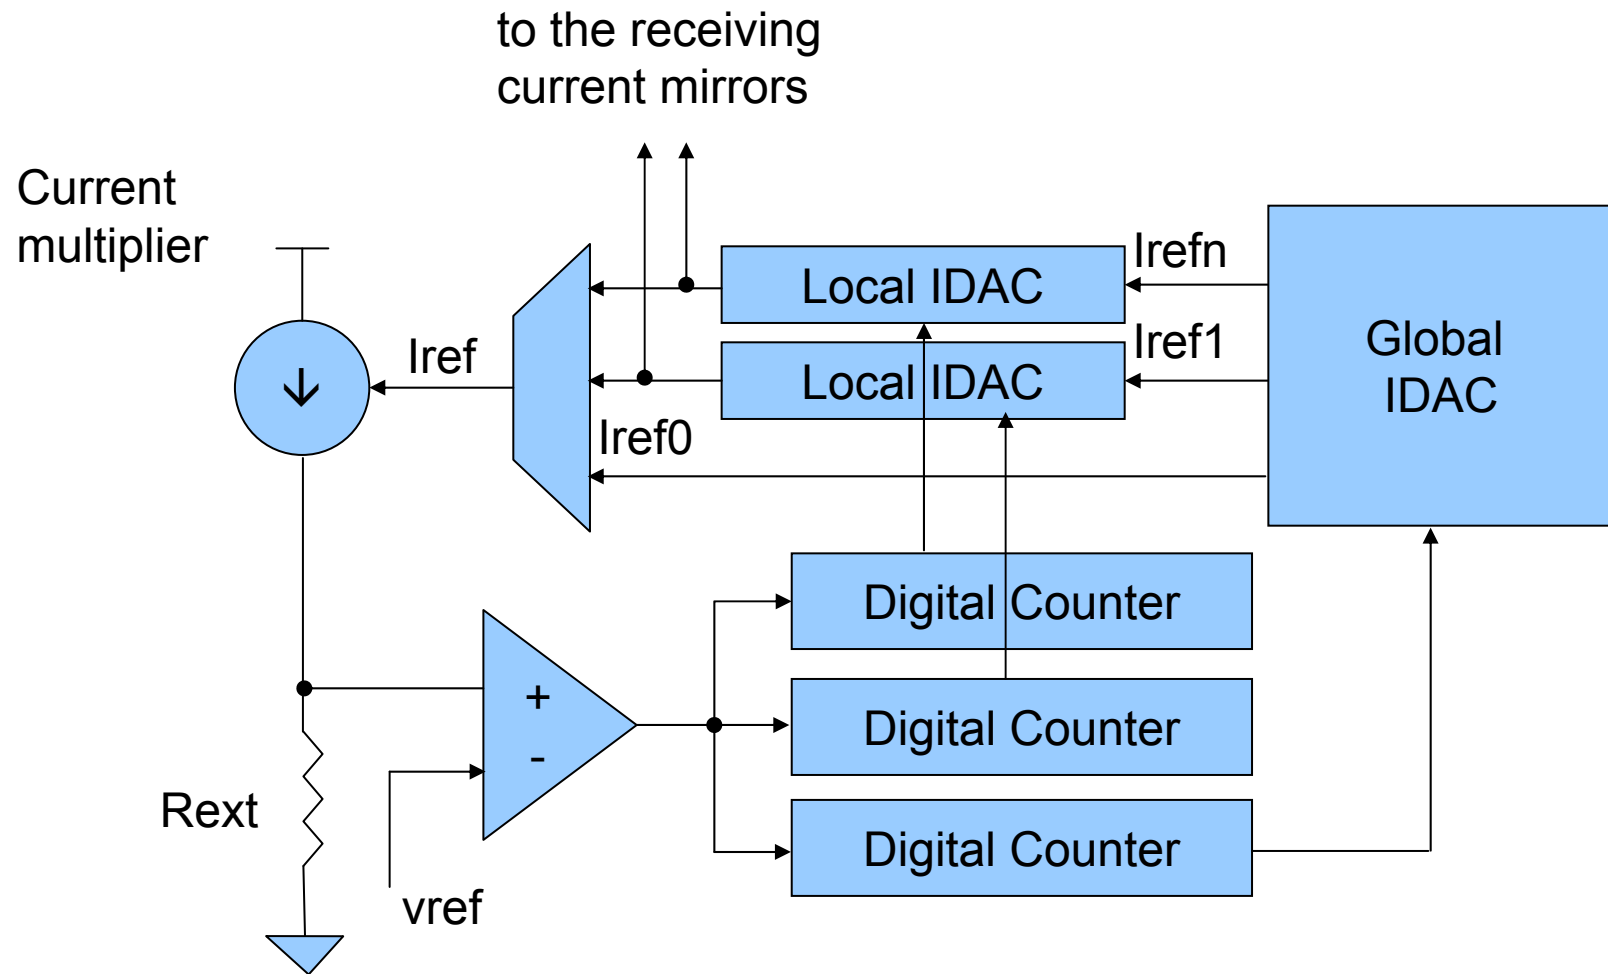 to the receiving
current mirrors
Current
multiplier
Irefn
Local IDAC
Iref
Iref1
Local IDAC
Global
IDAC
Iref0
Digital Counter
+
Digital Counter
-
Rext
Digital Counter
vref